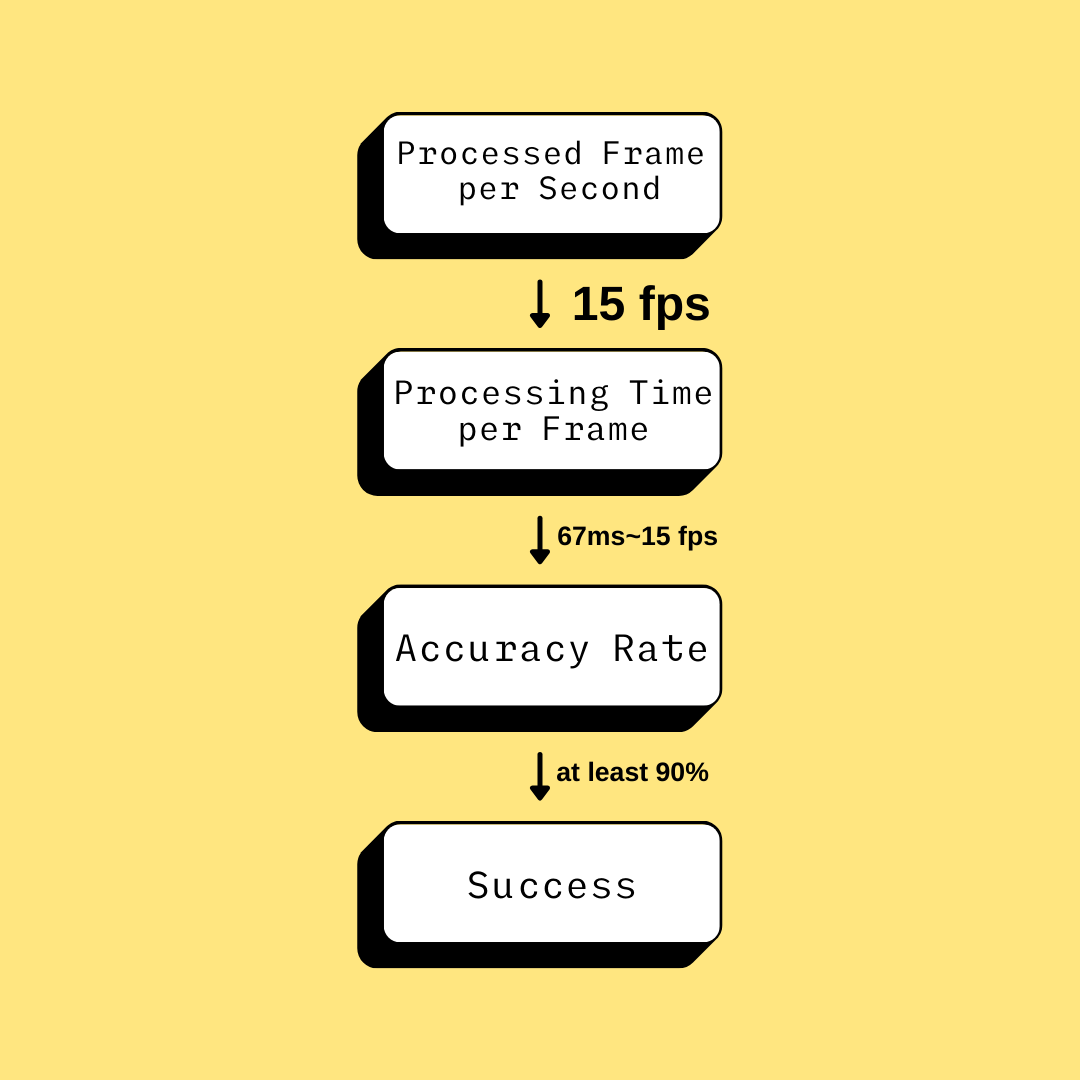 Processed Frame
per Second
15 fps
Processing Time
per Frame
67ms~15 fps
Accuracy Rate
at least 90%
Success